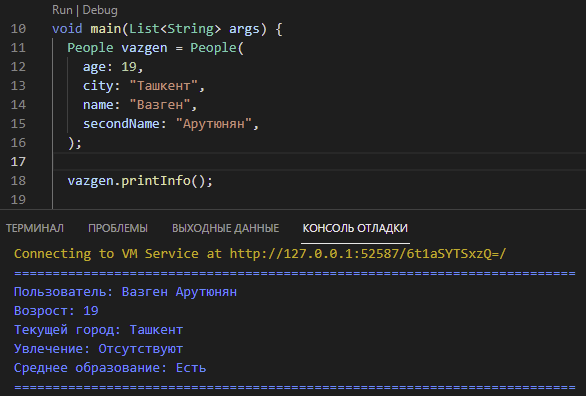 Run | Debug
10 void main(List<String> args) {
11 People vazgen = People(
12 age: 19,
13 city: "Ташкент",
14 name: "Вазген",
15 secondName: "Арутюнян",
16 );
17
18 vazgen.printInfo();
19
ТЕРМИНАЛ ПРОБЛЕМЫ ВЫХОДНЫЕ ДАННЫЕ КОНСОЛЬ ОТЛАДКИ
Connecting to VM Service at http://127.0.0.1:52587/6t1aSYTSxzQ=/
========================================================================
Пользователь: Вазген Арутюнян
Возрост: 19
Текущей город: Ташкент
Увлечение: Отсутствуют
Среднее образование: Есть
========================================================================